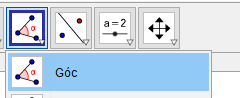 a = 2
Góc